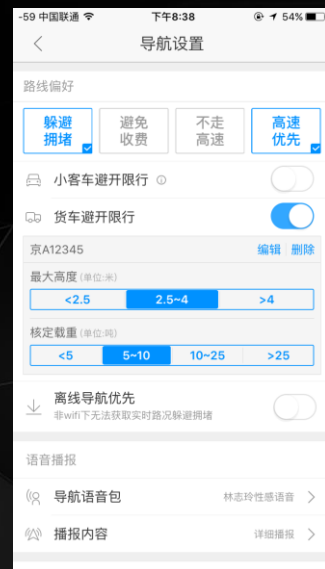 -59 中国联通 下午8:38 54%
导航设置
路线偏好
躲避 避免 不走 高速
拥堵 收费 高速 优先
小客车避开限行
货车避开限行
京A12345 编辑 删除
最大高度 (单位:米)
<2.5 2.5~4 >4
核定载重 (单位:吨)
<5 5~10 10~25 >25
离线导航优先
非wifi下无法获取实时路况躲避拥堵
语音播报
导航语音包 林志玲性感语音
播报内容 详细播报